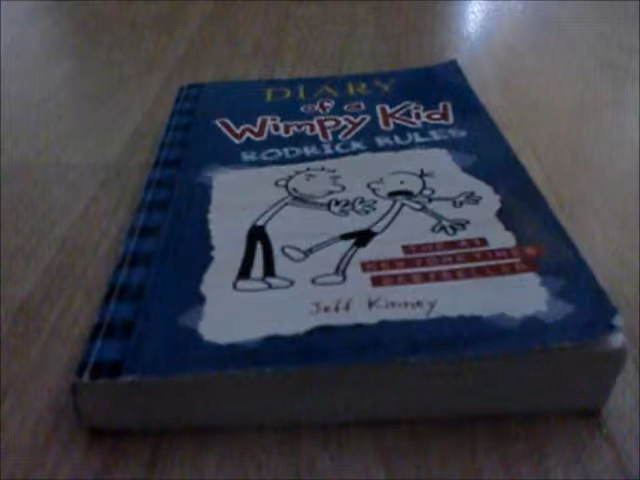 DIARY
of a
Wimpy Kid
RODRICK RULES
THE #1
NEW YORK TIMES
BESTSELLER
Jeff Kinney